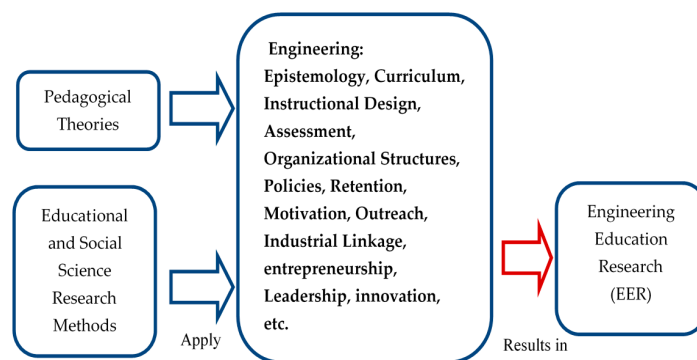 Pedagogical
Theories
Educational
and Social
Science
Research
Methods
Apply
Engineering:
Epistemology, Curriculum,
Instructional Design,
Assessment,
Organizational Structures,
Policies, Retention,
Motivation, Outreach,
Industrial Linkage,
entrepreneurship,
Leadership, innovation,
etc.
Results in
Engineering
Education
Research
(EER)